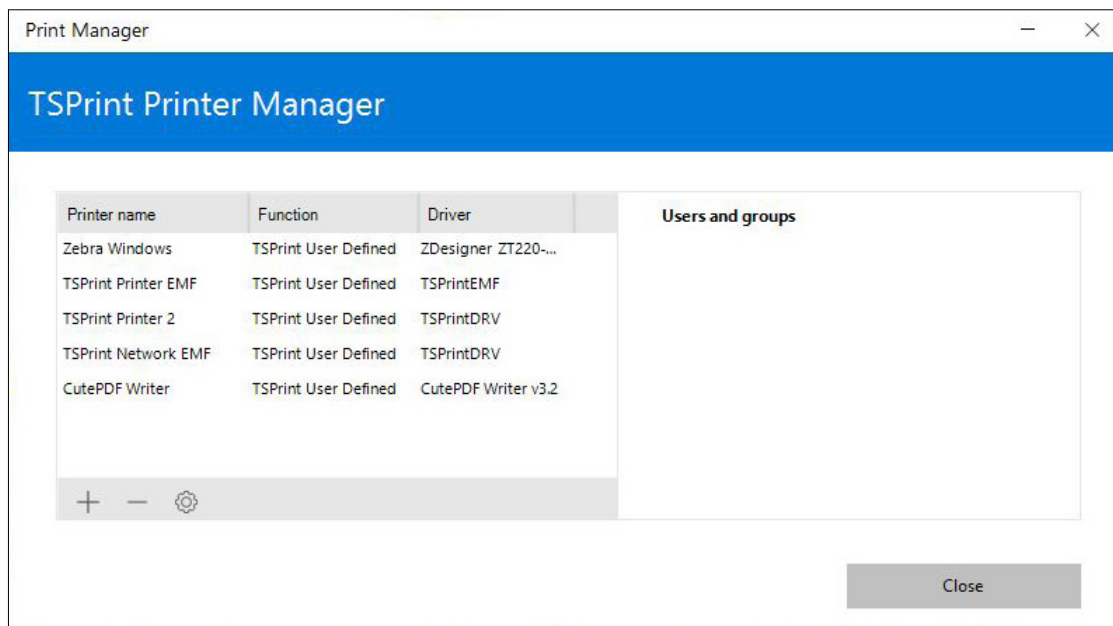 Print Manager
TSPrint Printer Manager
Printer name Function Driver
Users and groups
Zebra Windows TSPrint User Defined ZDesigner ZT220-...
TSPrint Printer EMF TSPrint User Defined TSPrintEMF
TSPrint Printer 2 TSPrint User Defined TSPrintDRV
TSPrint Network EMF TSPrint User Defined TSPrintDRV
CutePDF Writer TSPrint User Defined CutePDF Writer v3.2
Close